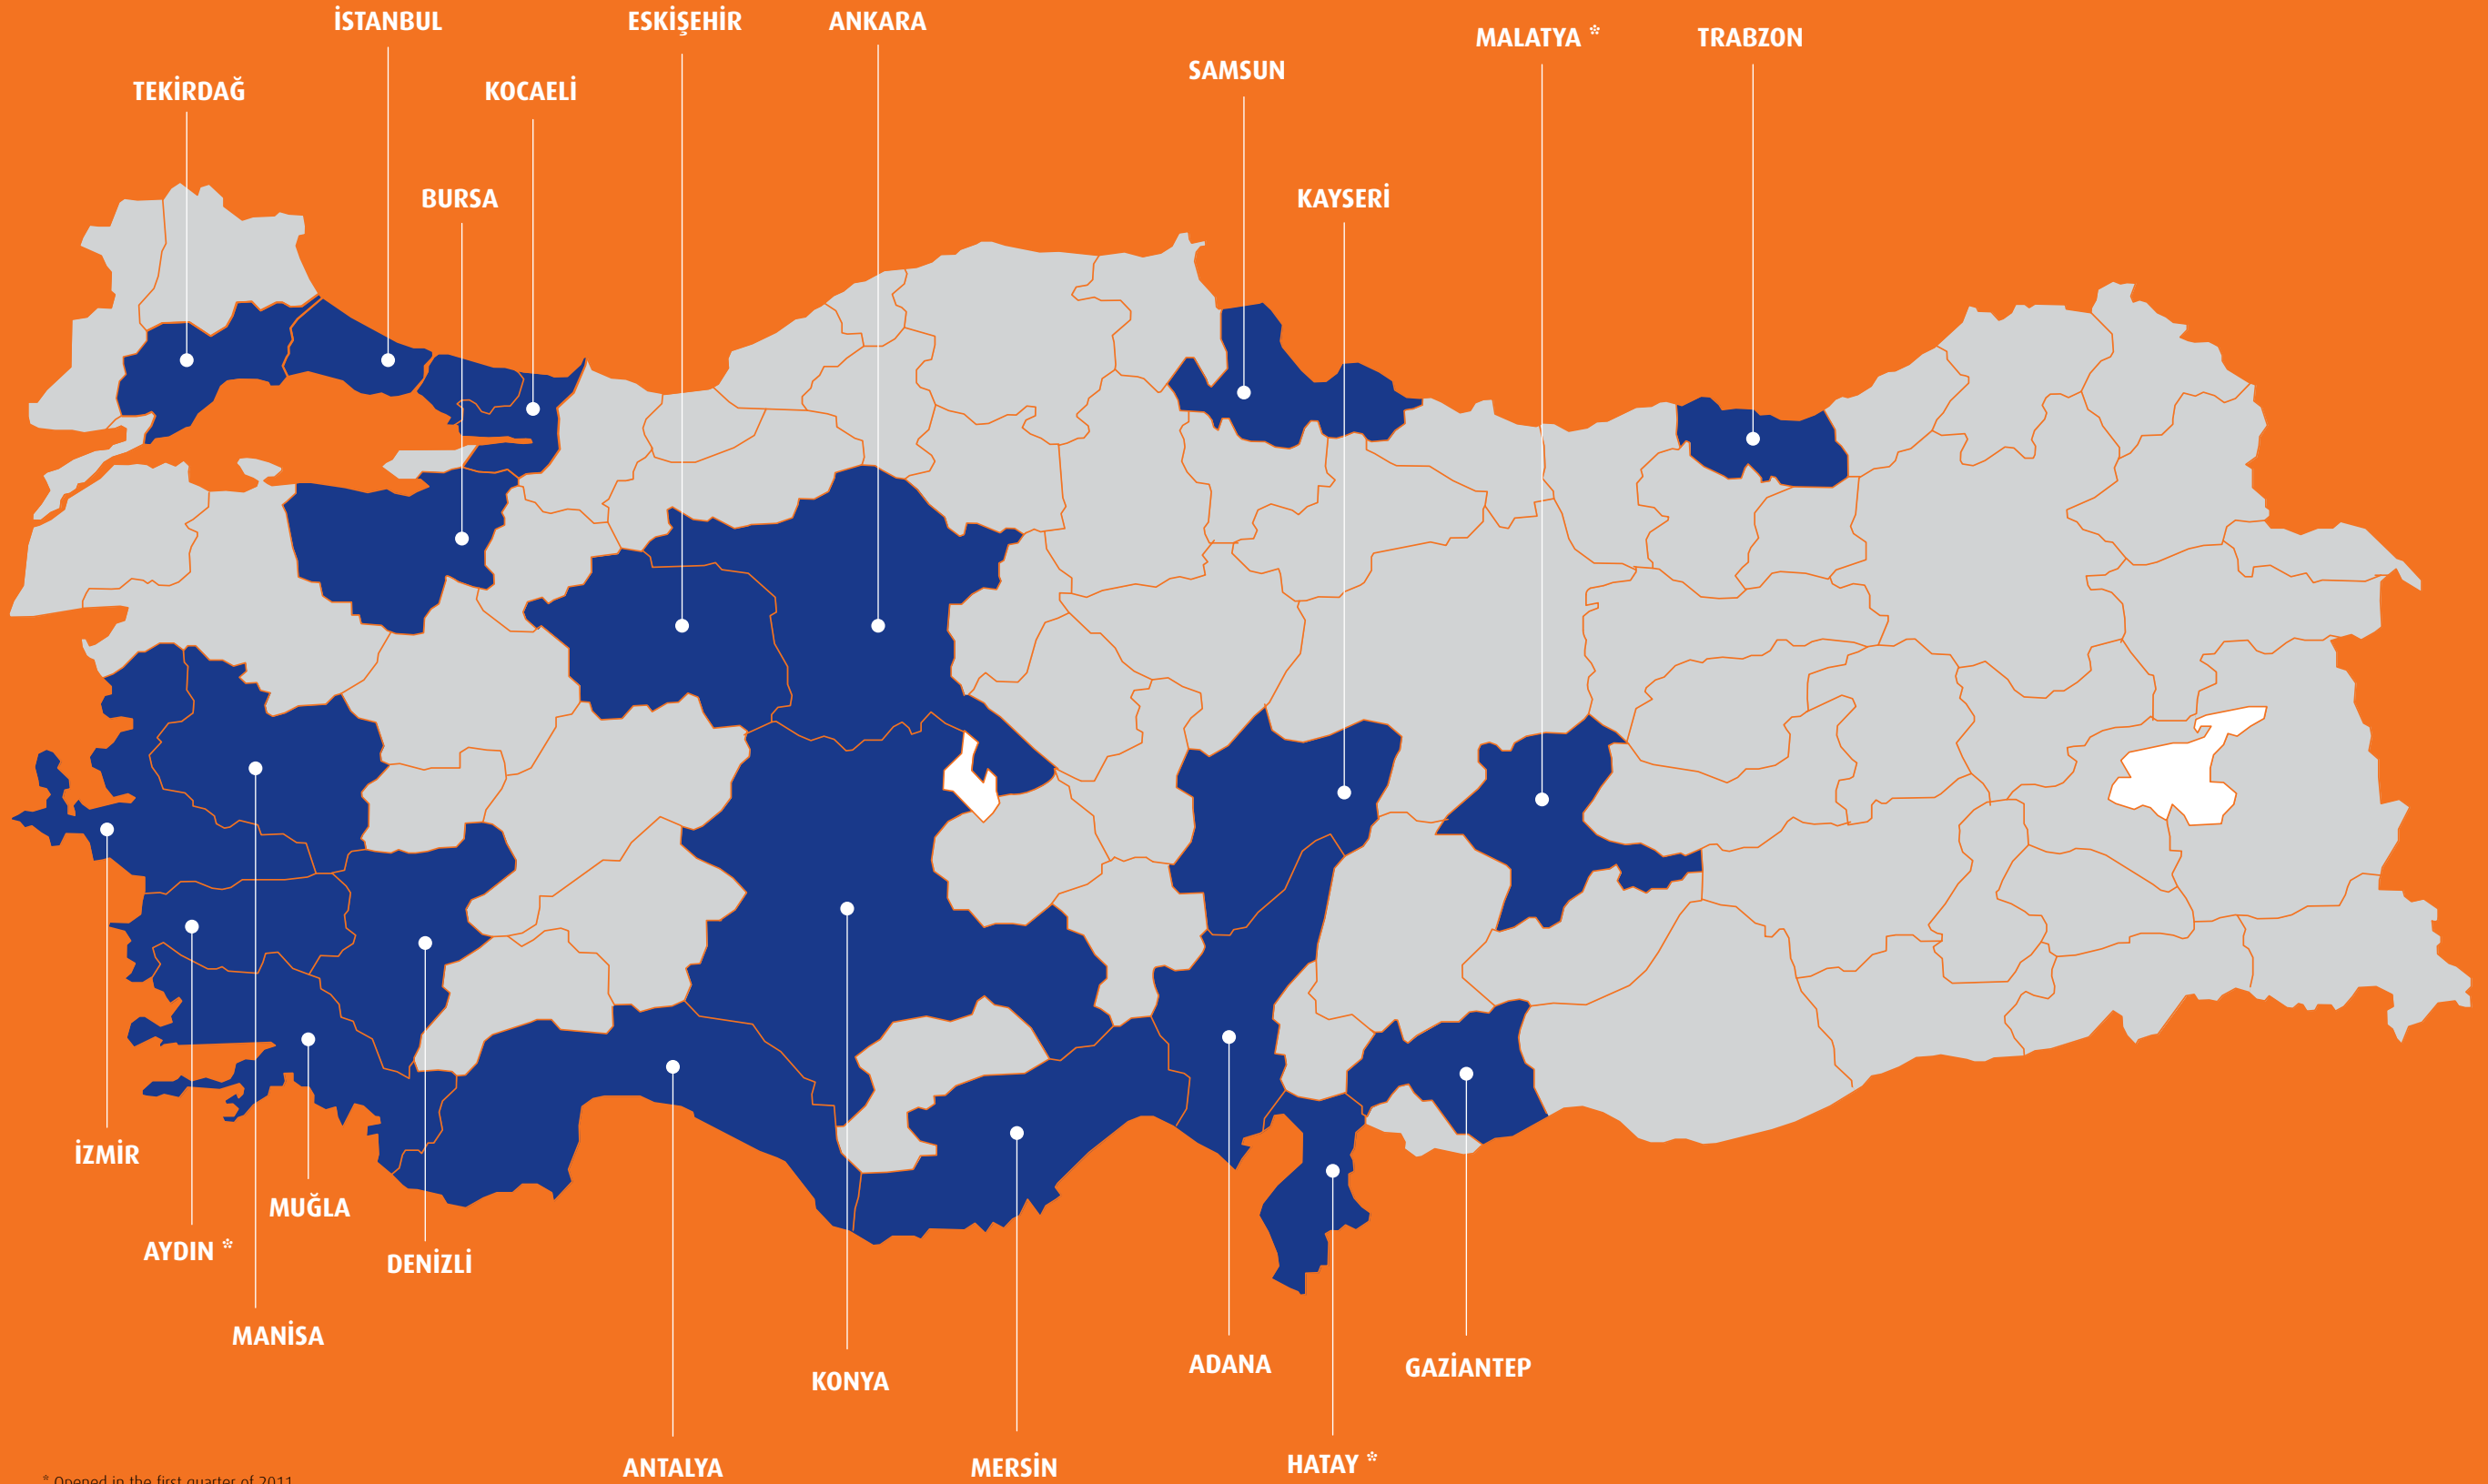 İSTANBUL
ESKİŞEHİR
ANKARA
MALATYA *
TRABZON
SAMSUN
TEKİRDAĞ
KOCAELİ
BURSA
KAYSERİ
İZMİR
MUĞLA
AYDIN *
DENİZLİ
MANİSA
ADANA
GAZİANTEP
KONYA
HATAY *
ANTALYA
MERSİN
* Opened in the first quarter of 2011